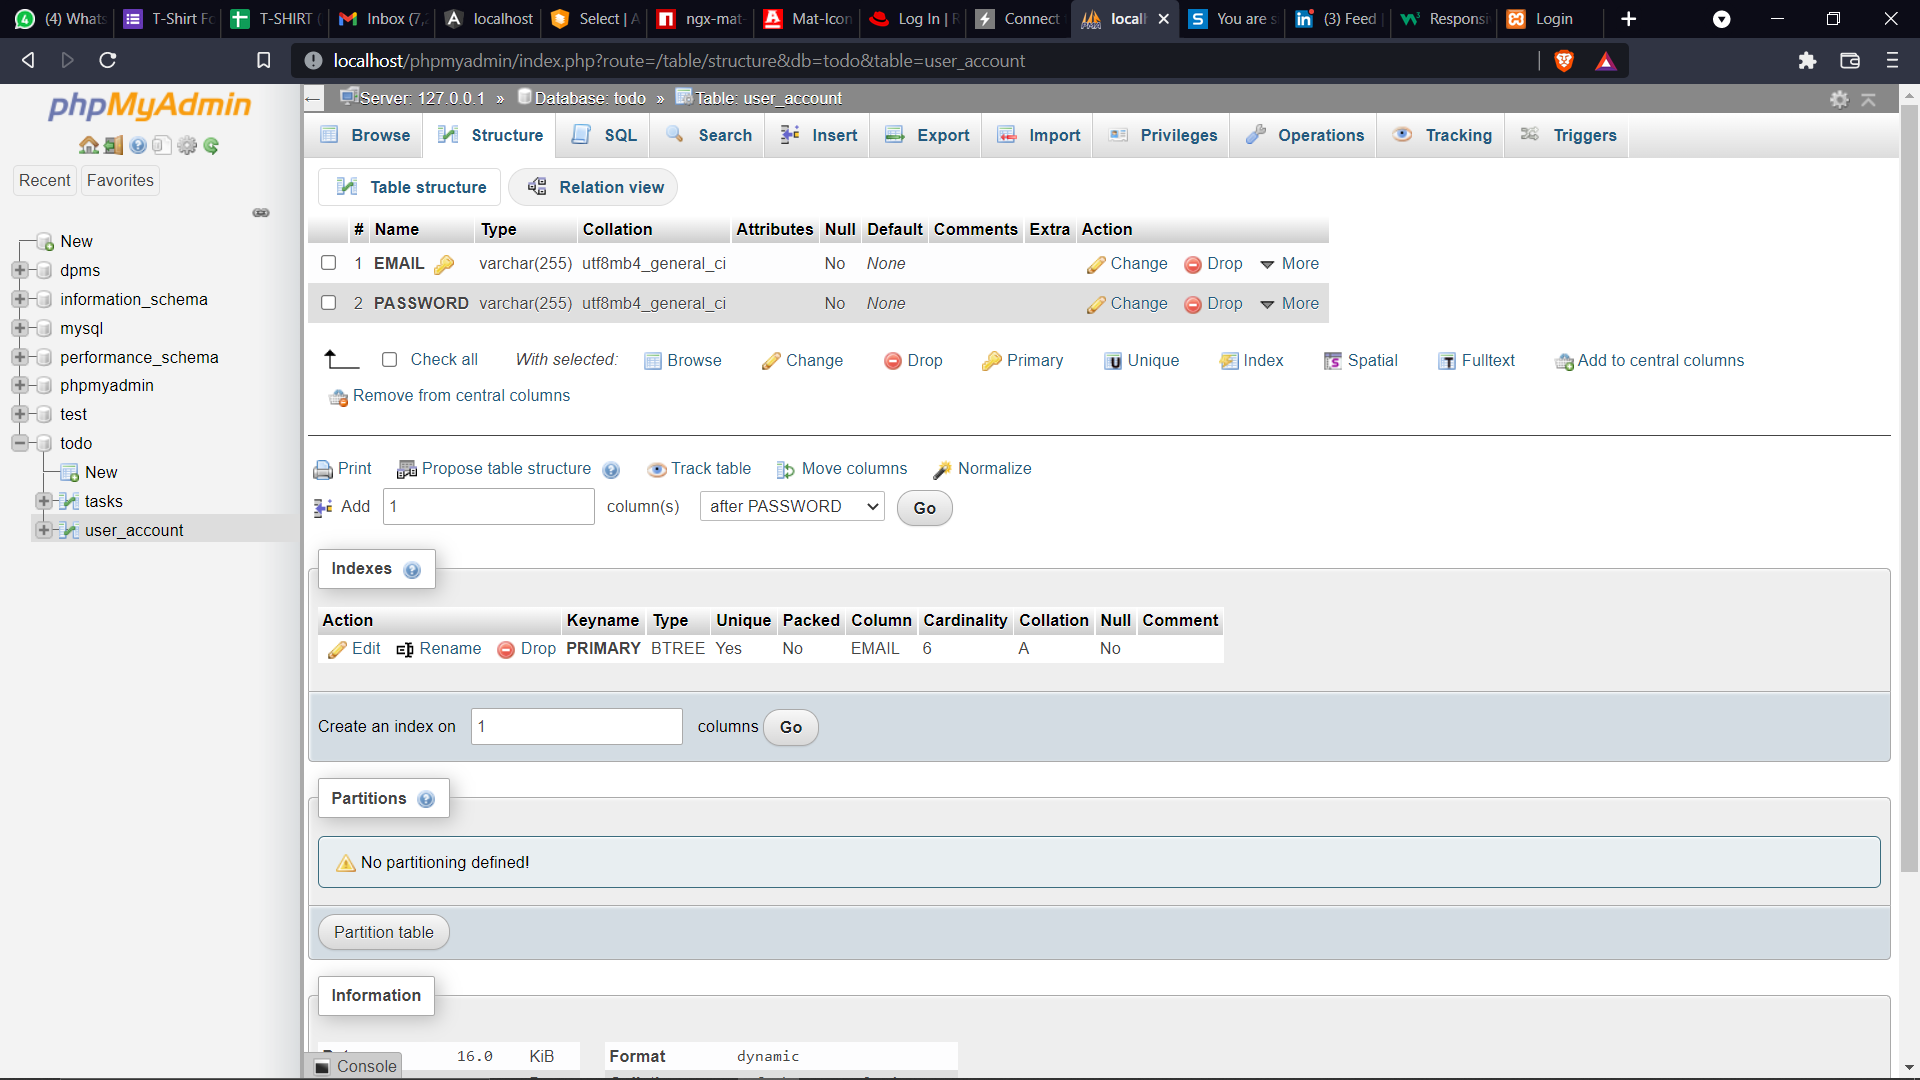 (4) Whats T-Shirt Fo T-SHIRT ( Inbox (7, localhost Select | A ngx-mat- Mat-Icon Log In | R Connect locall You are s (3) Feed | Responsi Login
localhost/phpmyadmin/index.php?route=/table/structure&db=todo&table=user_account
phpMyAdmin
Recent Favorites
New
dpms
information_schema
mysql
performance_schema
phpmyadmin
test
todo
New
tasks
user_account
Server: 127.0.0.1 » Database: todo » Table: user_account
Browse Structure SQL Search Insert Export Import Privileges Operations Tracking Triggers
Table structure Relation view
# Name Type Collation Attributes Null Default Comments Extra Action
1 EMAIL varchar(255) utf8mb4_general_ci No None Change Drop More
2 PASSWORD varchar(255) utf8mb4_general_ci No None Change Drop More
Check all With selected: Browse Change Drop Primary Unique Index Spatial Fulltext Add to central columns
Remove from central columns
Print Propose table structure Track table Move columns Normalize
Add 1 column(s) after PASSWORD Go
Indexes
Action Keyname Type Unique Packed Column Cardinality Collation Null Comment
Edit Rename Drop PRIMARY BTREE Yes No EMAIL 6 A No
Create an index on 1 columns Go
Partitions
No partitioning defined!
Partition table
Information
16.0 KiB Format dynamic
Console